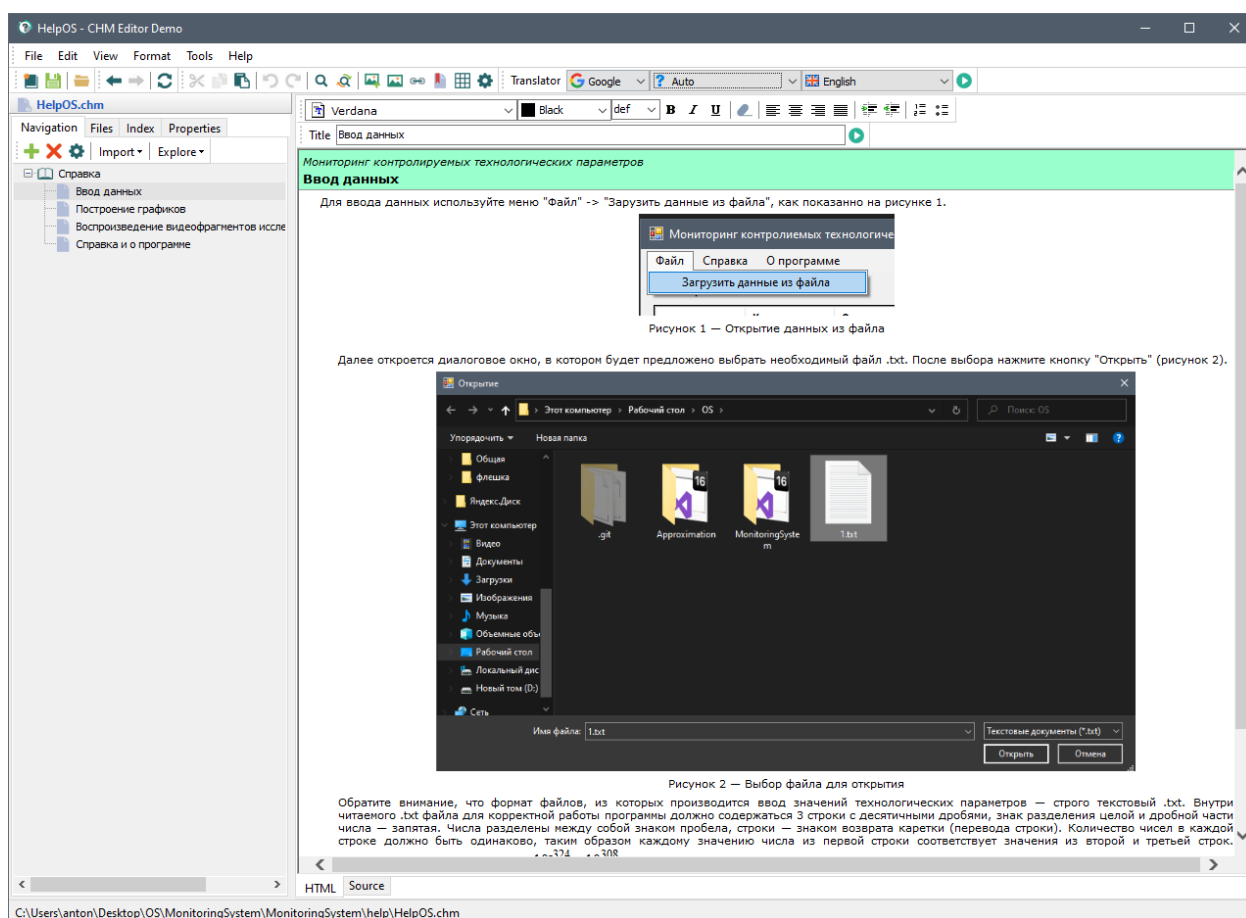 HelpOS - CHM Editor Demo
File Edit View Format Tools Help
Translator Google Auto English
HelpOS.chm
Verdana Black def B I U
Navigation Files Index Properties
Title Ввод данных
Import Explore
Справка
Ввод данных
Построение графиков
Воспроизведение видеофрагментов иссле
Справка и о программе
Мониторинг контролируемых технологических параметров
Ввод данных
Для ввода данных используйте меню "Файл" -> "Зарузить данные из файла", как показанно на рисунке 1.
Мониторинг контролиемых технологиче
Файл Справка О программе
Загрузить данные из файла
Рисунок 1 — Открытие данных из файла
Далее откроется диалоговое окно, в котором будет предложено выбрать необходимый файл .txt. После выбора нажмите кнопку "Открыть" (рисунок 2).
Открытие
Этот компьютер › Рабочий стол › OS ›
Поиск: OS
Упорядочить Новая папка
Общая
флешка
Яндекс.Диск
Этот компьютер
Видео
Документы
Загрузки
Изображения
Музыка
Объемные объ
Рабочий стол
Локальный дис
Новый том (D:)
Сеть
16
16
.git
Approximation
MonitoringSyste
m
1.txt
Имя файла: 1.txt
Текстовые документы (*.txt)
Открыть Отмена
Рисунок 2 — Выбор файла для открытия
Обратите внимание, что формат файлов, из которых производится ввод значений технологических параметров — строго текстовый .txt. Внутри
читаемого .txt файла для корректной работы программы должно содержаться 3 строки с десятичными дробями, знак разделения целой и дробной части
числа — запятая. Числа разделены между собой знаком пробела, строки — знаком возврата каретки (перевода строки). Количество чисел в каждой
строке должно быть одинаково, таким образом каждому значению числа из первой строки соответствует значения из второй и третьей строк.
HTML Source
C:\Users\anton\Desktop\OS\MonitoringSystem\MonitoringSystem\help\HelpOS.chm